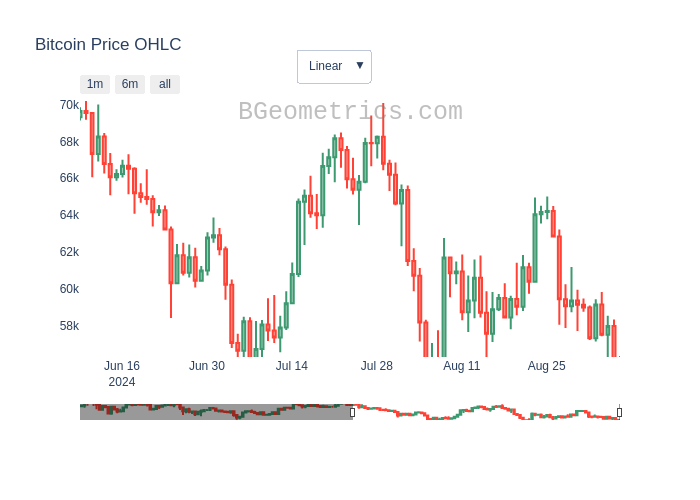 Bitcoin Price OHLC
Linear ▼
1m 6m all
BGeometrics.com
70k
68k
66k
64k
62k
60k
58k
Jun 16 Jun 30 Jul 14 Jul 28 Aug 11 Aug 25
2024